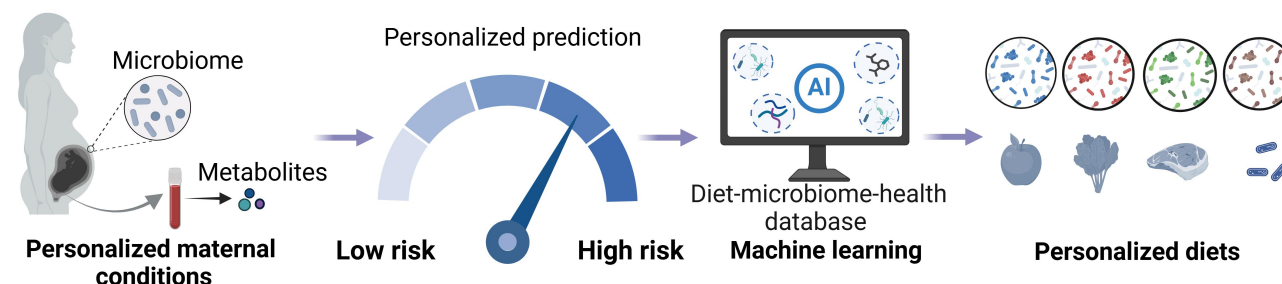 Microbiome
Metabolites
Personalized maternal
conditions
Personalized prediction
Low risk
High risk
AI
Diet-microbiome-health
database
Machine learning
Personalized diets